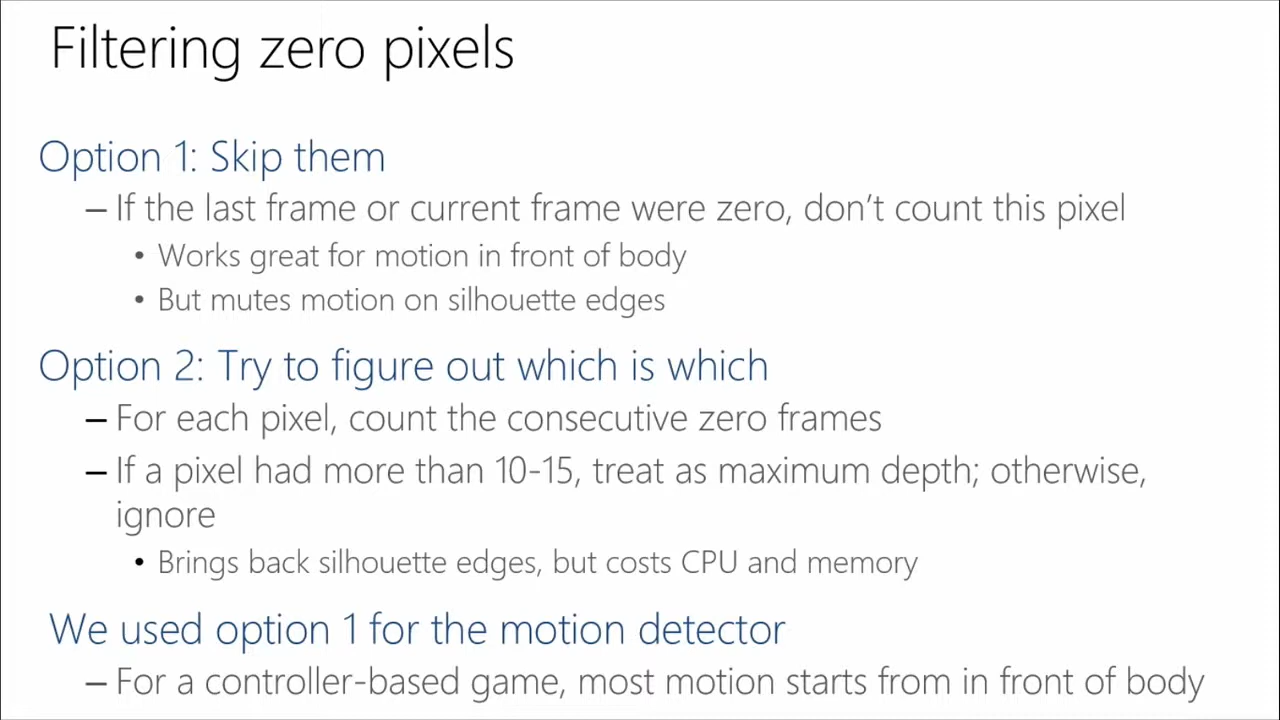 Filtering zero pixels
Option 1: Skip them
– If the last frame or current frame were zero, don’t count this pixel
• Works great for motion in front of body
• But mutes motion on silhouette edges
Option 2: Try to figure out which is which
– For each pixel, count the consecutive zero frames
– If a pixel had more than 10-15, treat as maximum depth; otherwise,
ignore
• Brings back silhouette edges, but costs CPU and memory
We used option 1 for the motion detector
– For a controller-based game, most motion starts from in front of body